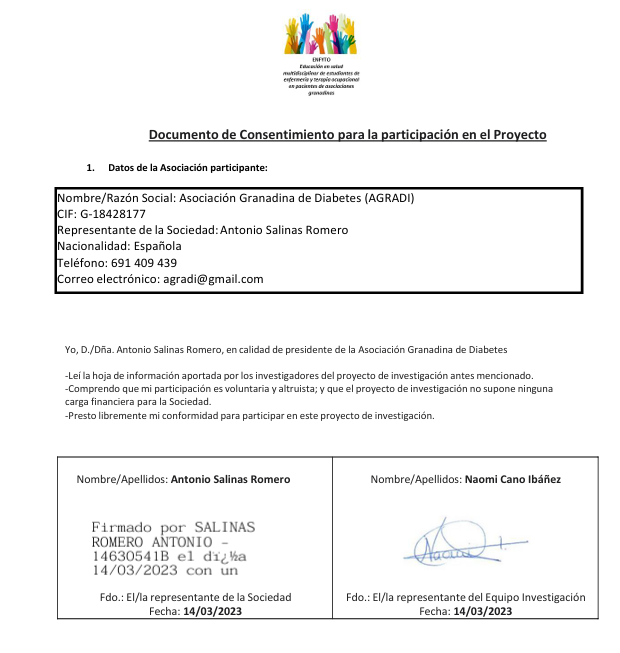 ENFYTO
Educación en salud
multidisciplinar de estudiantes de
enfermería y terapia ocupacional
en pacientes de asociaciones
granadinas
Documento de Consentimiento para la participación en el Proyecto
1. Datos de la Asociación participante:
Nombre/Razón Social: Asociación Granadina de Diabetes (AGRADI)
CIF: G-18428177
Representante de la Sociedad: Antonio Salinas Romero
Nacionalidad: Española
Teléfono: 691 409 439
Correo electrónico: agradi@gmail.com
Yo, D./Dña. Antonio Salinas Romero, en calidad de presidente de la Asociación Granadina de Diabetes
-Leí la hoja de información aportada por los investigadores del proyecto de investigación antes mencionado.
-Comprendo que mi participación es voluntaria y altruista; y que el proyecto de investigación no supone ninguna
carga financiera para la Sociedad.
-Presto libremente mi conformidad para participar en este proyecto de investigación.
Nombre/Apellidos: Antonio Salinas Romero
Firmado por SALINAS
ROMERO ANTONIO -
14630541B el dï¿½a
14/03/2023 con un
Fdo.: El/la representante de la Sociedad
Fecha: 14/03/2023
Nombre/Apellidos: Naomi Cano Ibáñez
Naomi
Fdo.: El/la representante del Equipo Investigación
Fecha: 14/03/2023